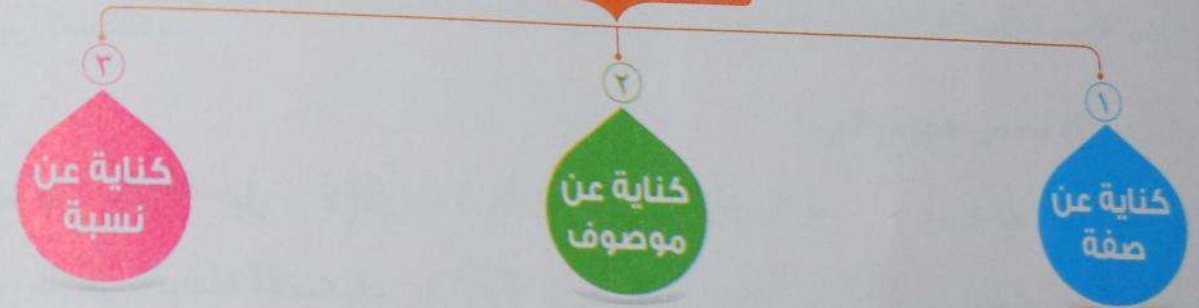 ١
كناية عن
صفة
٢
كناية عن
موصوف
٣
كناية عن
نسبة